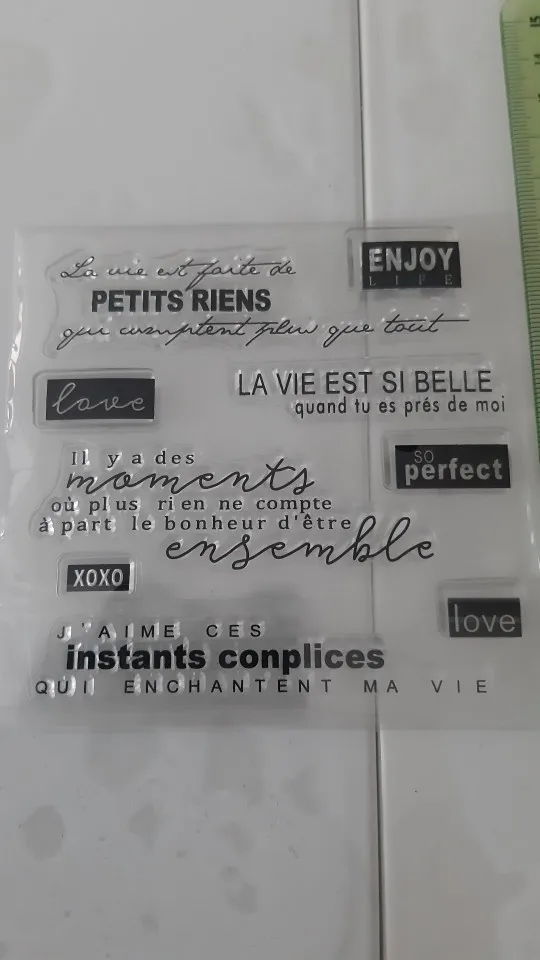 La vie est faite de
PETITS RIENS
qui comptent plus que tout
ENJOY
LIFE
love
LA VIE EST SI BELLE
quand tu es prés de moi
so
perfect
Il y a des
moments
où plus rien ne compte
à part le bonheur d'être
ensemble
XOXO
love
J'AIME CES
instants conplices
QUI ENCHANTENT MA VIE